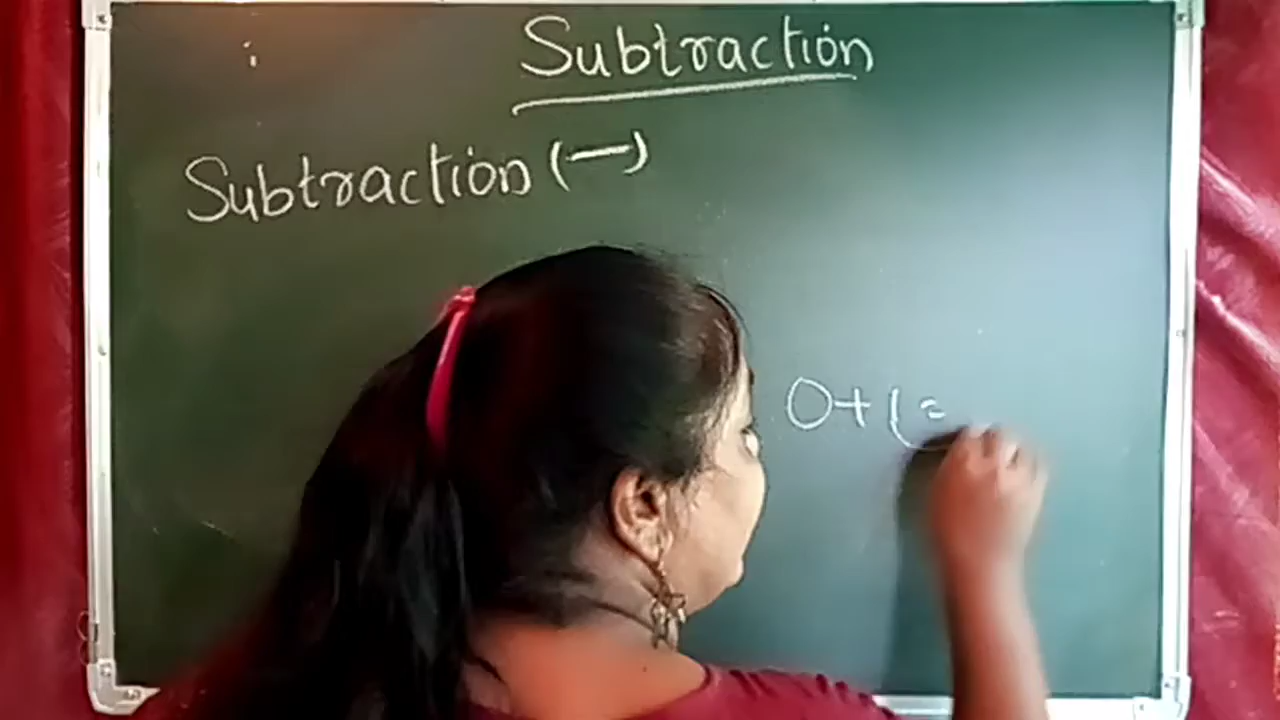 Subtraction
Subtraction (—)
0+1=